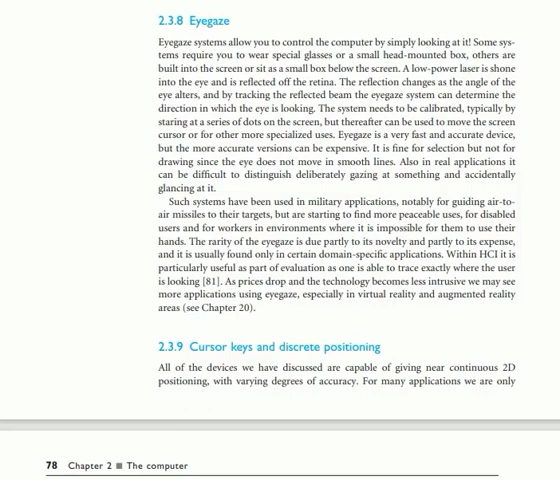 2.3.8 Eyegaze
Eyegaze systems allow you to control the computer by simply looking at it! Some sys-
tems require you to wear special glasses or a small head-mounted box, others are
built into the screen or sit as a small box below the screen. A low-power laser is shone
into the eye and is reflected off the retina. The reflection changes as the angle of the
eye alters, and by tracking the reflected beam the eyegaze system can determine the
direction in which the eye is looking. The system needs to be calibrated, typically by
staring at a series of dots on the screen, but thereafter can be used to move the screen
cursor or for other more specialized uses. Eyegaze is a very fast and accurate device,
but the more accurate versions can be expensive. It is fine for selection but not for
drawing since the eye does not move in smooth lines. Also in real applications it
can be difficult to distinguish deliberately gazing at something and accidentally
glancing at it.
Such systems have been used in military applications, notably for guiding air-to-
air missiles to their targets, but are starting to find more peaceable uses, for disabled
users and for workers in environments where it is impossible for them to use their
hands. The rarity of the eyegaze is due partly to its novelty and partly to its expense,
and it is usually found only in certain domain-specific applications. Within HCI it is
particularly useful as part of evaluation as one is able to trace exactly where the user
is looking [81]. As prices drop and the technology becomes less intrusive we may see
more applications using eyegaze, especially in virtual reality and augmented reality
areas (see Chapter 20).
2.3.9 Cursor keys and discrete positioning
All of the devices we have discussed are capable of giving near continuous 2D
positioning, with varying degrees of accuracy. For many applications we are only
78 Chapter 2 ■ The computer